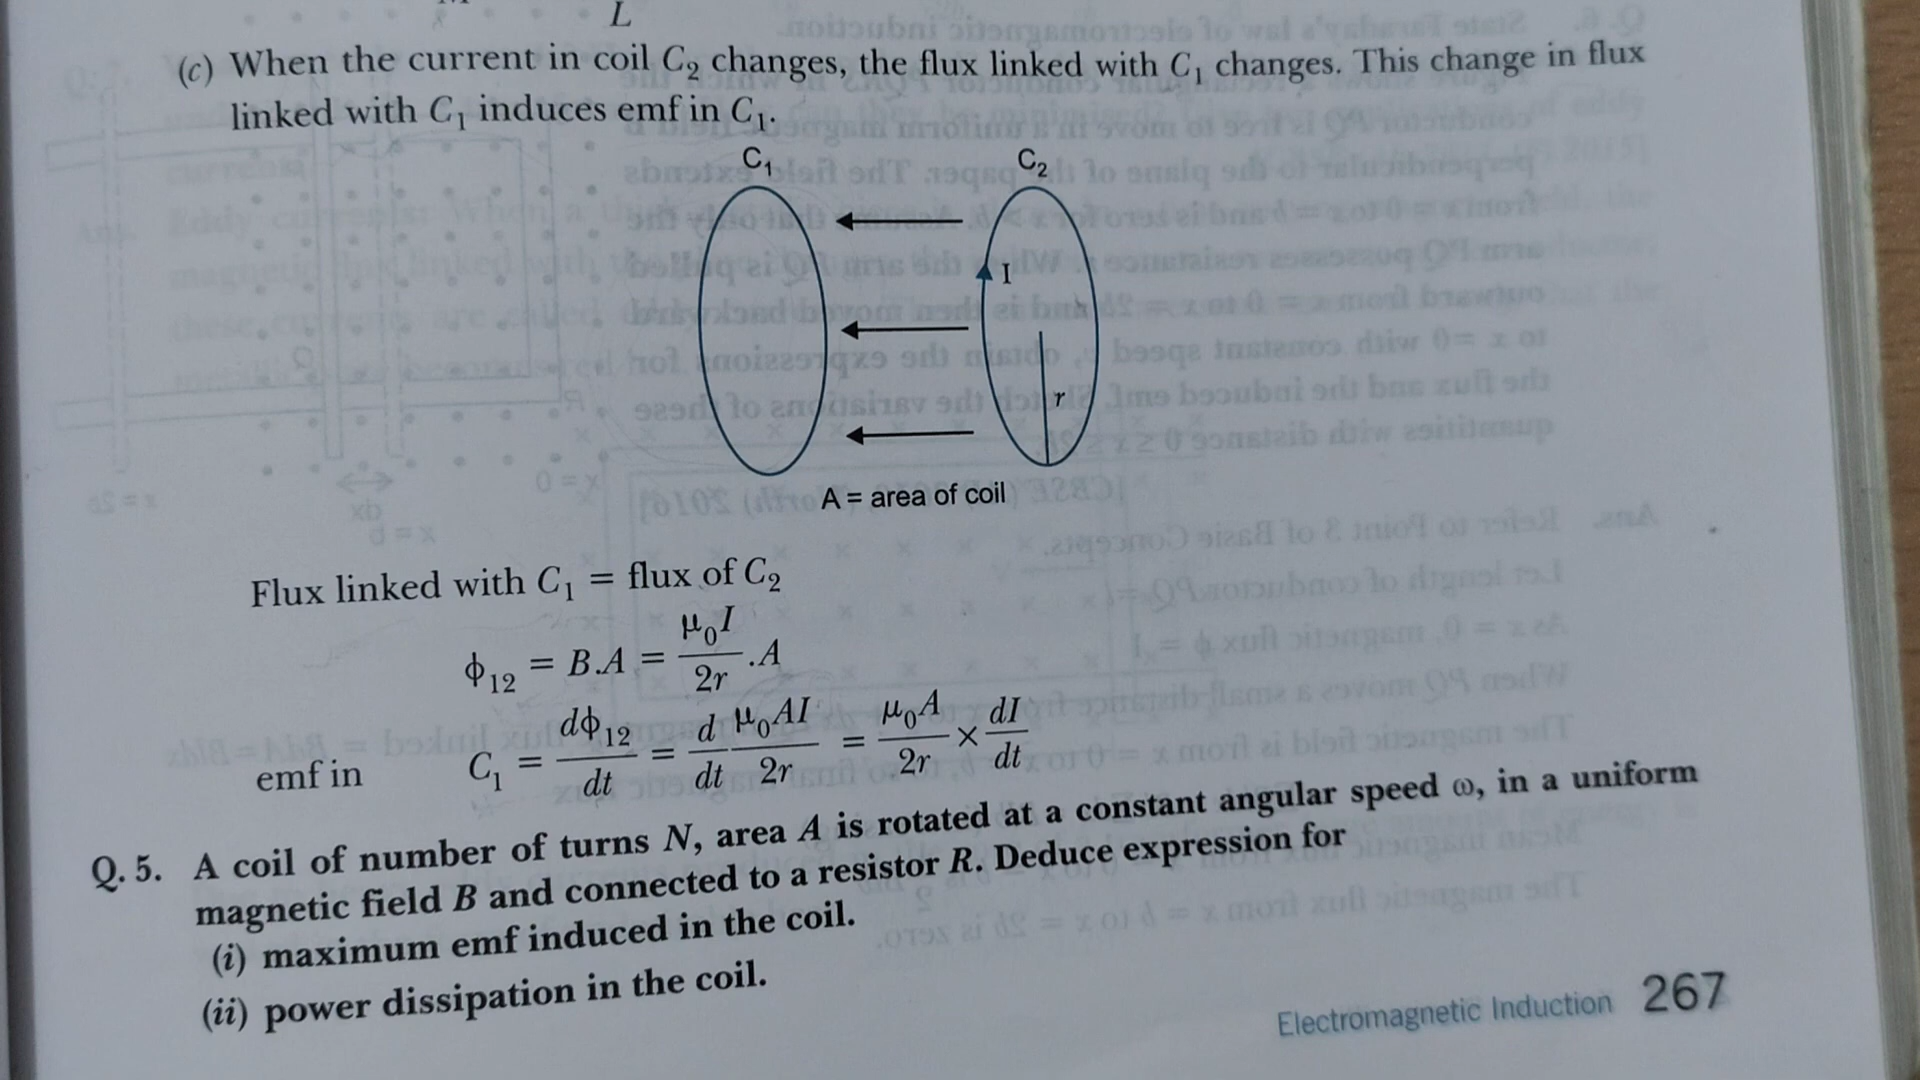 L
(c) When the current in coil C₂ changes, the flux linked with C₁ changes. This change in flux
linked with C₁ induces emf in C₁.
C₁ C₂
I
r
A = area of coil
Flux linked with C₁ = flux of C₂
ϕ₁₂ = B.A = μ₀I/2r .A
emf in C₁ = dϕ₁₂/dt = d/dt μ₀AI/2r = μ₀A/2r × dI/dt
Q. 5. A coil of number of turns N, area A is rotated at a constant angular speed ω, in a uniform
magnetic field B and connected to a resistor R. Deduce expression for
(i) maximum emf induced in the coil.
(ii) power dissipation in the coil.
Electromagnetic Induction 267